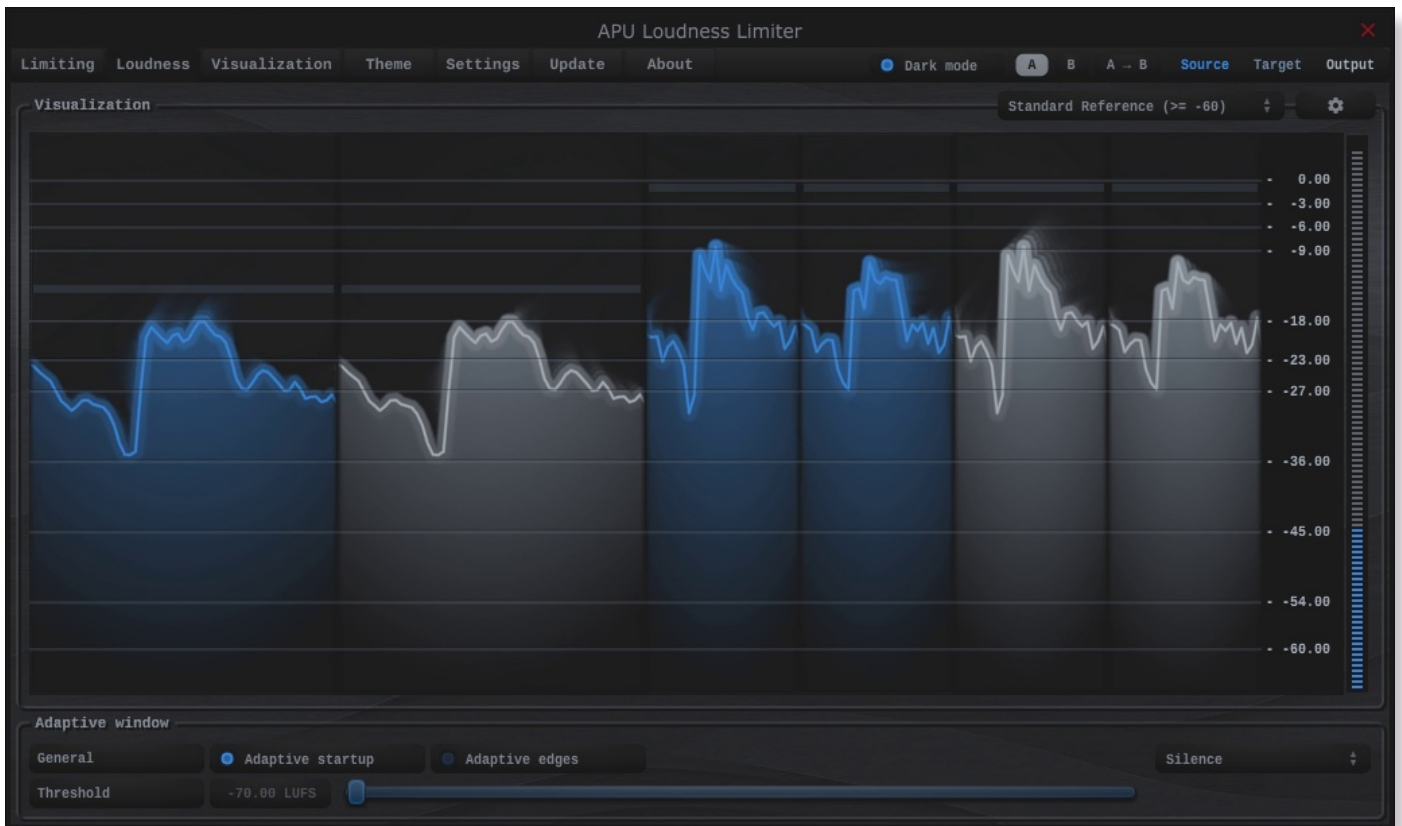 APU Loudness Limiter
Limiting Loudness Visualization Theme Settings Update About Dark mode A B A → B Source Target Output
Visualization Standard Reference (>= -60)
- 0.00
- -3.00
- -6.00
- -9.00
- -18.00
- -23.00
- -27.00
- -36.00
- -45.00
- -54.00
- -60.00
Adaptive window
General Adaptive startup Adaptive edges Silence
Threshold -70.00 LUFS